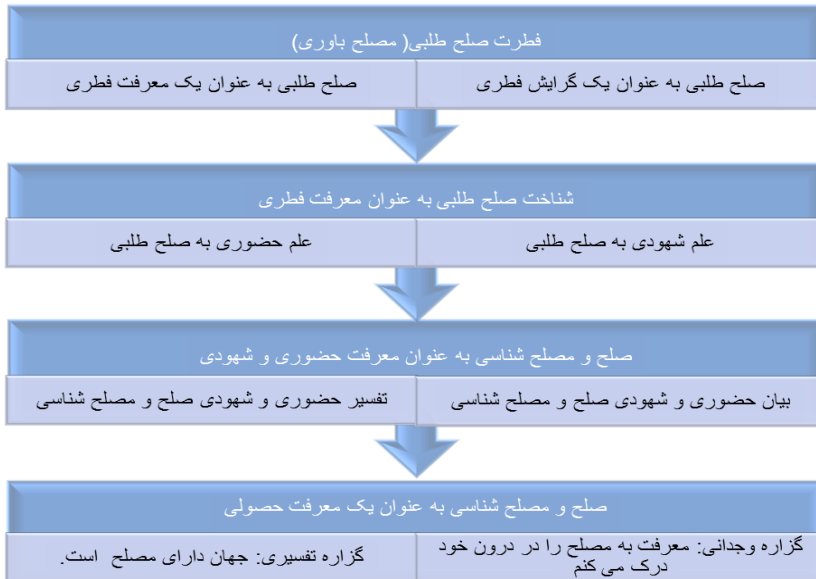 فطرت صلح طلبی( مصلح باوری)
صلح طلبی به عنوان یک گرایش فطری
صلح طلبی به عنوان یک معرفت فطری
شناخت صلح طلبی به عنوان معرفت فطری
علم شهودی به صلح طلبی
علم حضوری به صلح طلبی
صلح و مصلح شناسی به عنوان معرفت حضوری و شهودی
بیان حضوری و شهودی صلح و مصلح شناسی
تفسیر حضوری و شهودی صلح و مصلح شناسی
صلح و مصلح شناسی به عنوان یک معرفت حصولی
گزاره وجدانی: معرفت به مصلح را در درون خود
درک می کنم
گزاره تفسیری: جهان دارای مصلح است.